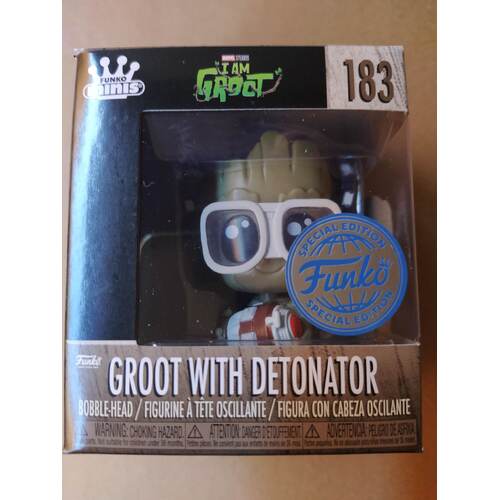 FUNKO
minis
MARVEL STUDIOS
I AM
GROOT
183
SPECIAL EDITION
Funko
SPECIAL EDITION
Funko
GROOT WITH DETONATOR
BOBBLE-HEAD / FIGURINE À TÊTE OSCILLANTE / FIGURA CON CABEZA OSCILANTE
WARNING: CHOKING HAZARD. ATTENTION: DANGER D'ÉTOUFFEMENT ADVERTENCIA: PELIGRO DE ASFIXIA